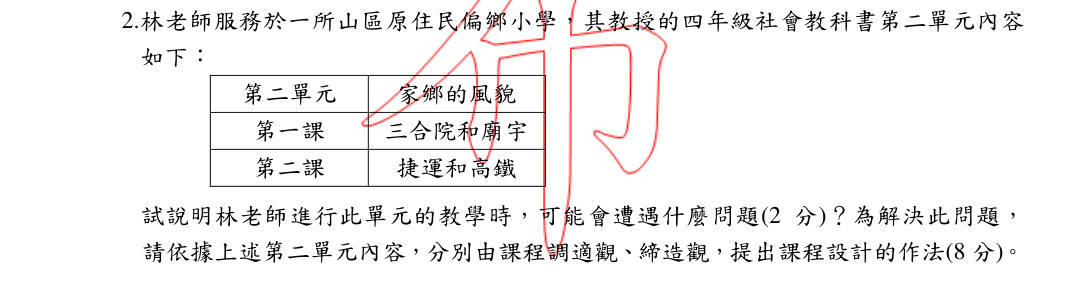 2.林老師服務於一所山區原住民偏鄉小學，其教授的四年級社會教科書第二單元內容
如下：
第二單元 家鄉的風貌
第一課 三合院和廟宇
第二課 捷運和高鐵
試說明林老師進行此單元的教學時，可能會遭遇什麼問題(2 分)？為解決此問題，
請依據上述第二單元內容，分別由課程調適觀、締造觀，提出課程設計的作法(8 分)。